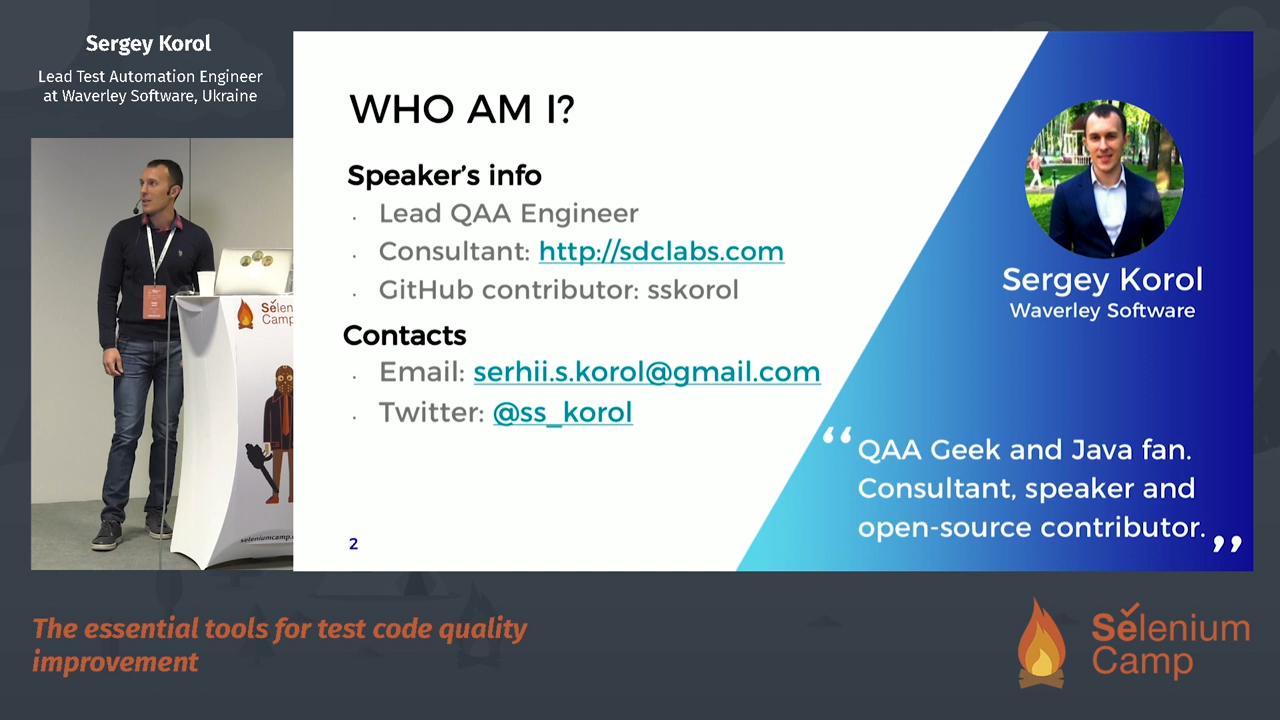 Sergey Korol
Lead Test Automation Engineer
at Waverley Software, Ukraine
WHO AM I?
Speaker's info
Lead QAA Engineer
Consultant: http://sdclabs.com
GitHub contributor: sskorol
Contacts
Email: serhii.s.korol@gmail.com
Twitter: @ss_korol
2
Sergey Korol
Waverley Software
“QAA Geek and Java fan.
Consultant, speaker and
open-source contributor.”
Selenium
Camp
The essential tools for test code quality
improvement
Selenium
Camp